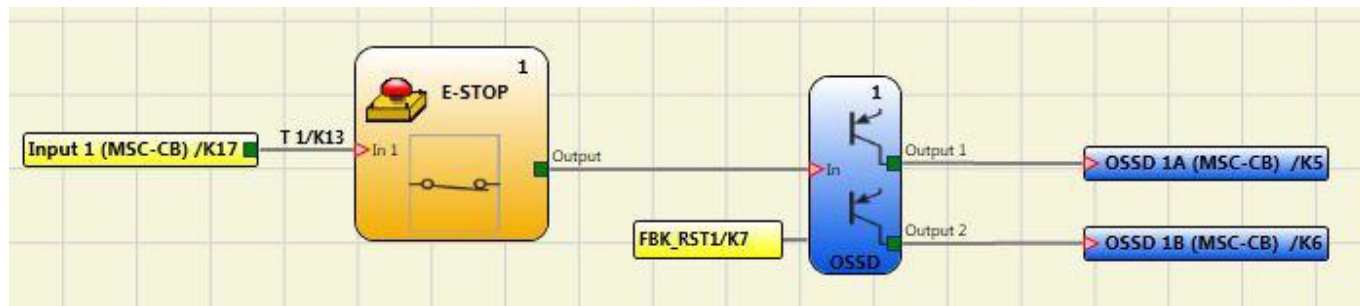 1
E-STOP
1
Input 1 (MSC-CB) /K17
T 1/K13
In 1
Output
Output 1
In
OSSD 1A (MSC-CB) /K5
FBK_RST1/K7
Output 2
OSSD 1B (MSC-CB) /K6
OSSD